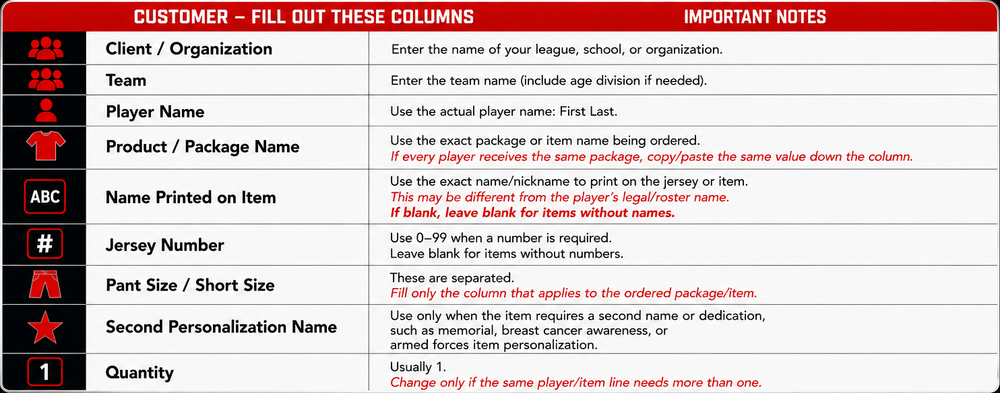 CUSTOMER – FILL OUT THESE COLUMNS
IMPORTANT NOTES
Client / Organization
Enter the name of your league, school, or organization.
Team
Enter the team name (include age division if needed).
Player Name
Use the actual player name: First Last.
Product / Package Name
Use the exact package or item name being ordered.
If every player receives the same package, copy/paste the same value down the column.
ABC
Name Printed on Item
Use the exact name/nickname to print on the jersey or item.
This may be different from the player's legal/roster name.
If blank, leave blank for items without names.
#
Jersey Number
Use 0–99 when a number is required.
Leave blank for items without numbers.
Pant Size / Short Size
These are separated.
Fill only the column that applies to the ordered package/item.
Second Personalization Name
Use only when the item requires a second name or dedication,
such as memorial, breast cancer awareness, or
armed forces item personalization.
1
Quantity
Usually 1.
Change only if the same player/item line needs more than one.